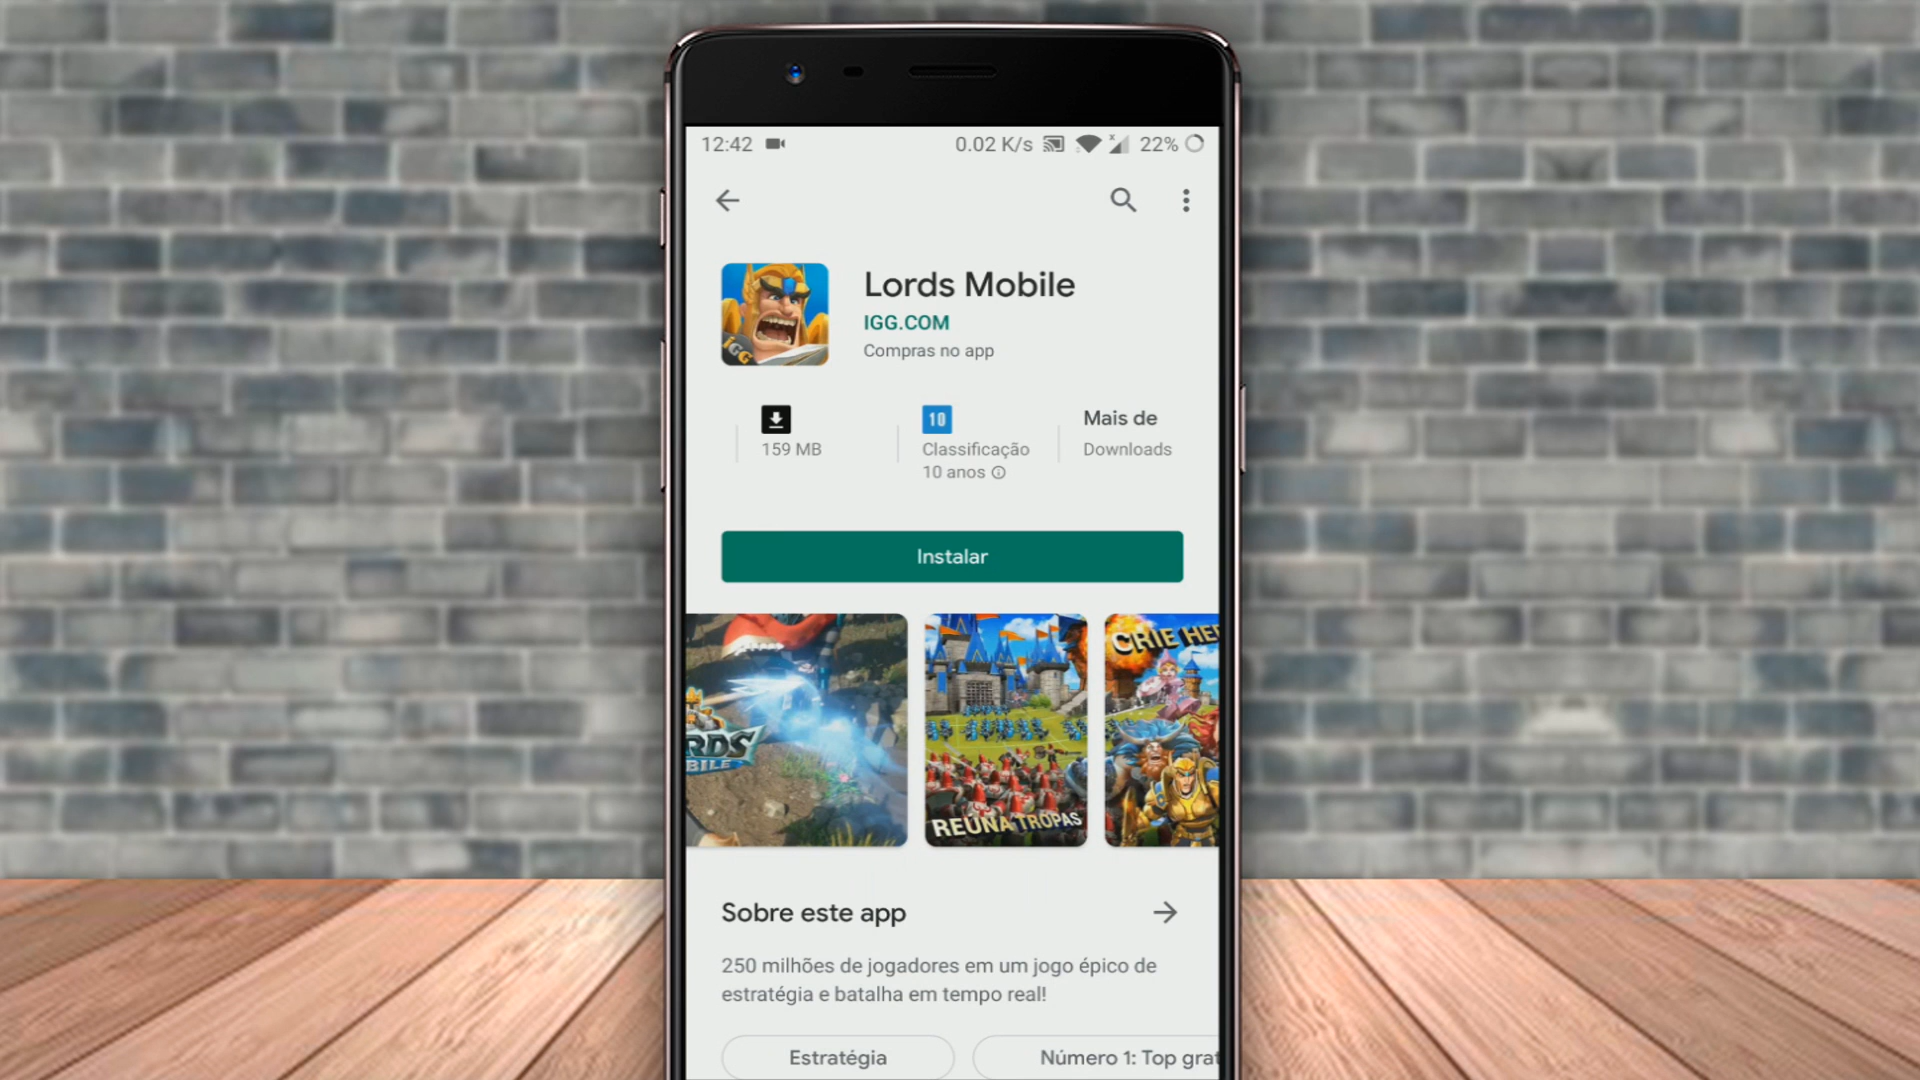 12:42
0.02 K/s
22%
Lords Mobile
IGG.COM
Compras no app
IGG
159 MB
10
Classificação
10 anos
Mais de
Downloads
Instalar
RDS
BILE
REÚNA TROPAS
CRIE HE
Sobre este app
250 milhões de jogadores em um jogo épico de
estratégia e batalha em tempo real!
Estratégia
Número 1: Top grat